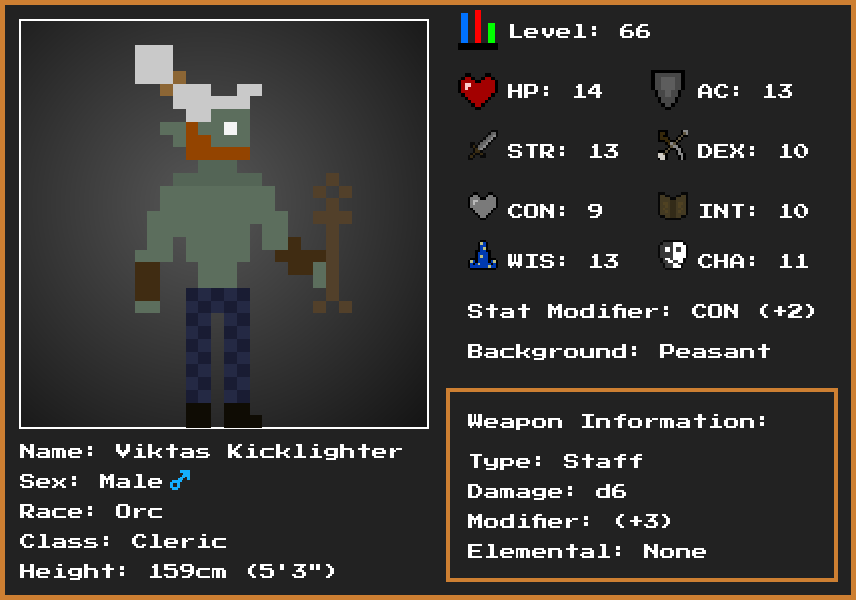 Level: 66
HP: 14 AC: 13
STR: 13 DEX: 10
CON: 9 INT: 10
WIS: 13 CHA: 11
Stat Modifier: CON (+2)
Background: Peasant
Weapon Information:
Type: Staff
Damage: d6
Modifier: (+3)
Elemental: None
Name: Viktas Kicklighter
Sex: Male♂
Race: Orc
Class: Cleric
Height: 159cm (5'3")